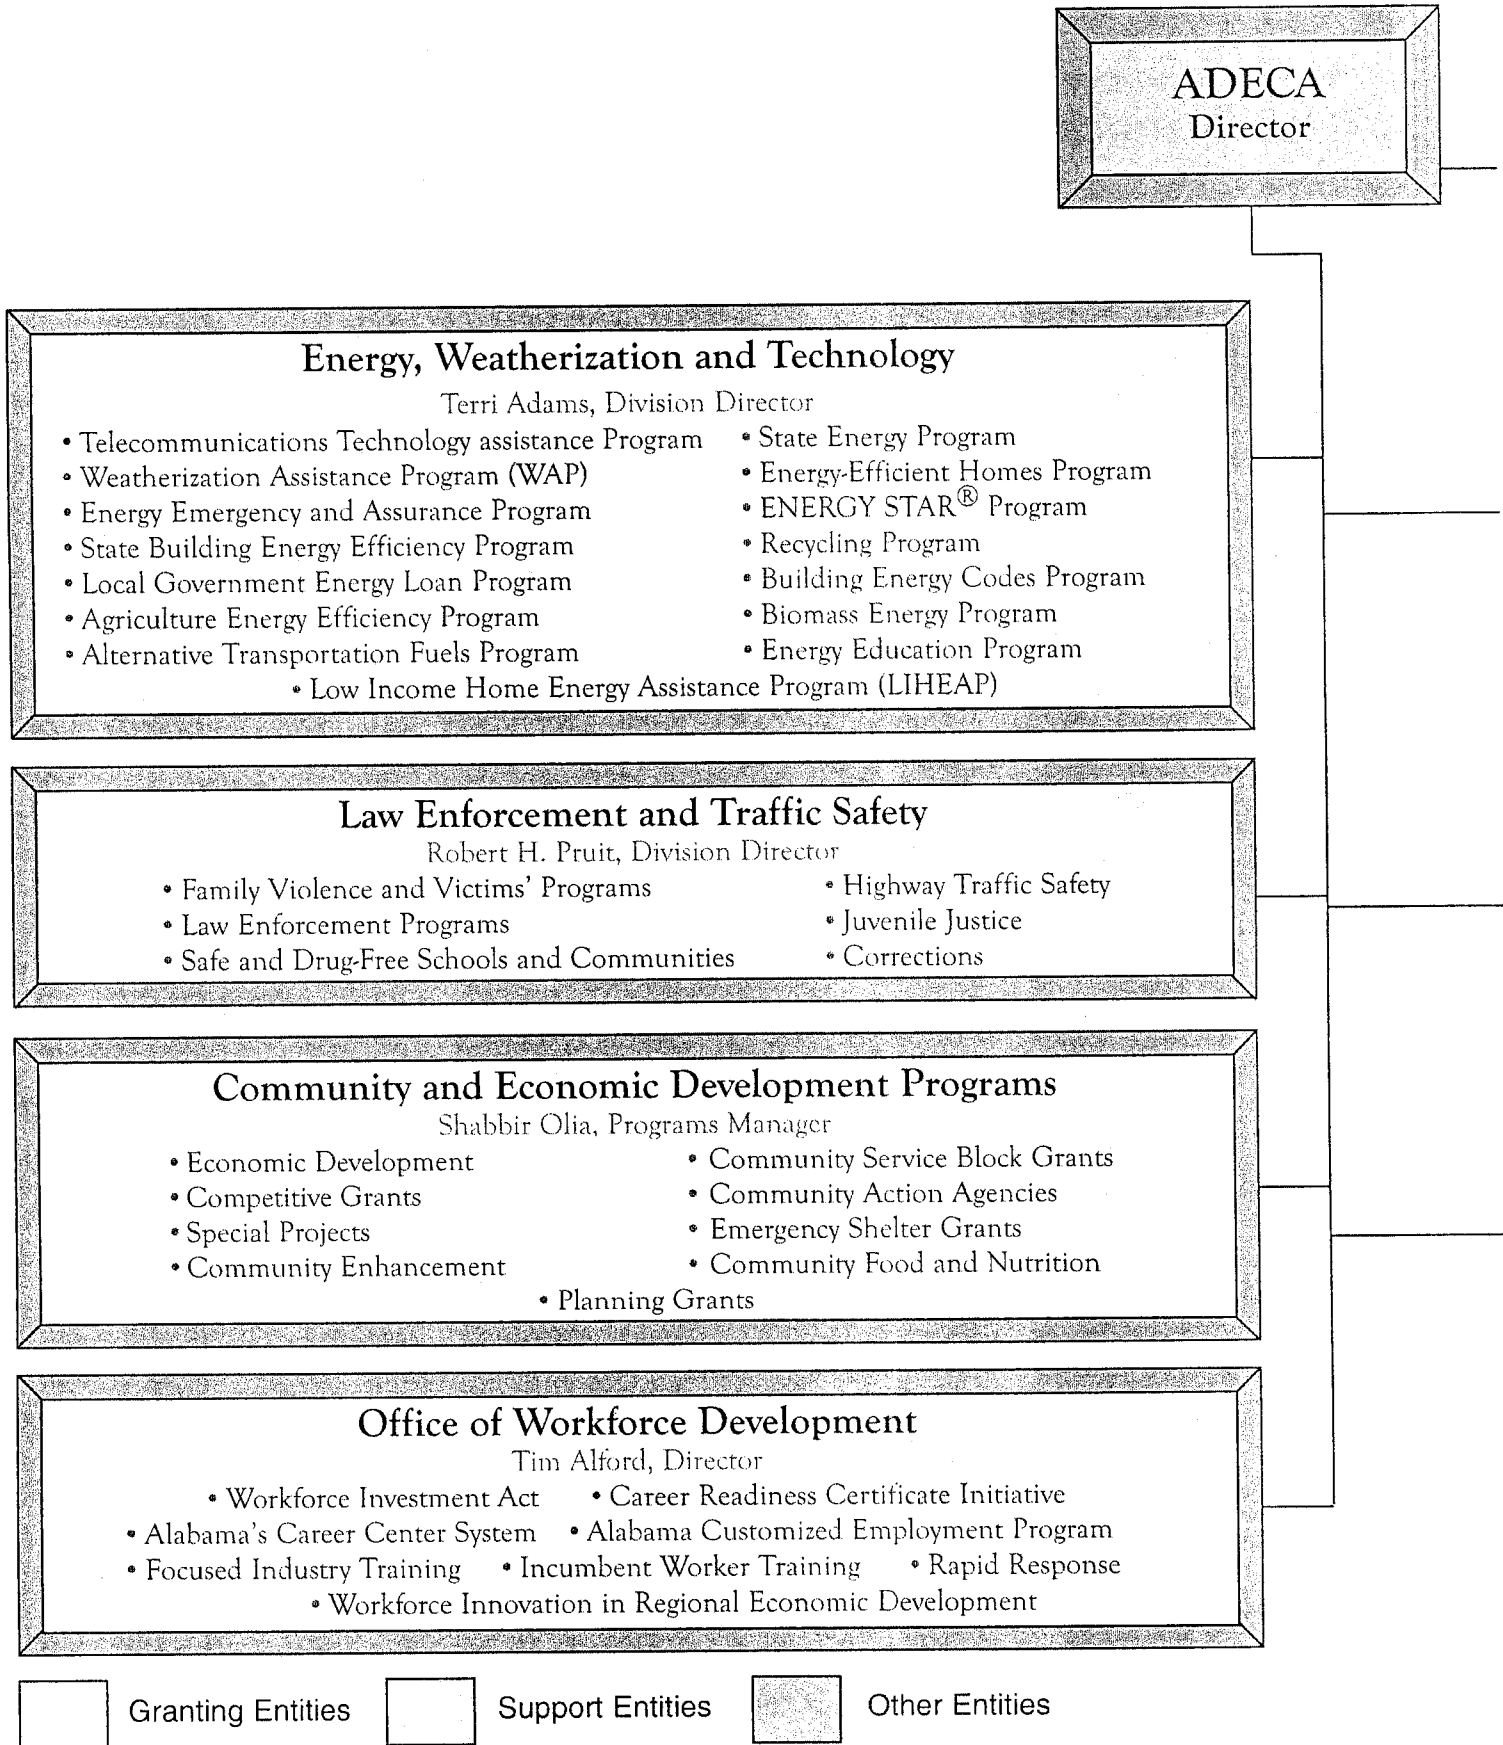 ADECA
Director
Energy, Weatherization and Technology
Terri Adams, Division Director
• Telecommunications Technology assistance Program • State Energy Program
• Weatherization Assistance Program (WAP) • Energy-Efficient Homes Program
• Energy Emergency and Assurance Program • ENERGY STAR® Program
• State Building Energy Efficiency Program • Recycling Program
• Local Government Energy Loan Program • Building Energy Codes Program
• Agriculture Energy Efficiency Program • Biomass Energy Program
• Alternative Transportation Fuels Program • Energy Education Program
• Low Income Home Energy Assistance Program (LIHEAP)
Law Enforcement and Traffic Safety
Robert H. Pruit, Division Director
• Family Violence and Victims' Programs • Highway Traffic Safety
• Law Enforcement Programs • Juvenile Justice
• Safe and Drug-Free Schools and Communities • Corrections
Community and Economic Development Programs
Shabbir Olia, Programs Manager
• Economic Development • Community Service Block Grants
• Competitive Grants • Community Action Agencies
• Special Projects • Emergency Shelter Grants
• Community Enhancement • Community Food and Nutrition
• Planning Grants
Office of Workforce Development
Tim Alford, Director
• Workforce Investment Act • Career Readiness Certificate Initiative
• Alabama's Career Center System • Alabama Customized Employment Program
• Focused Industry Training • Incumbent Worker Training • Rapid Response
• Workforce Innovation in Regional Economic Development
Granting Entities Support Entities Other Entities